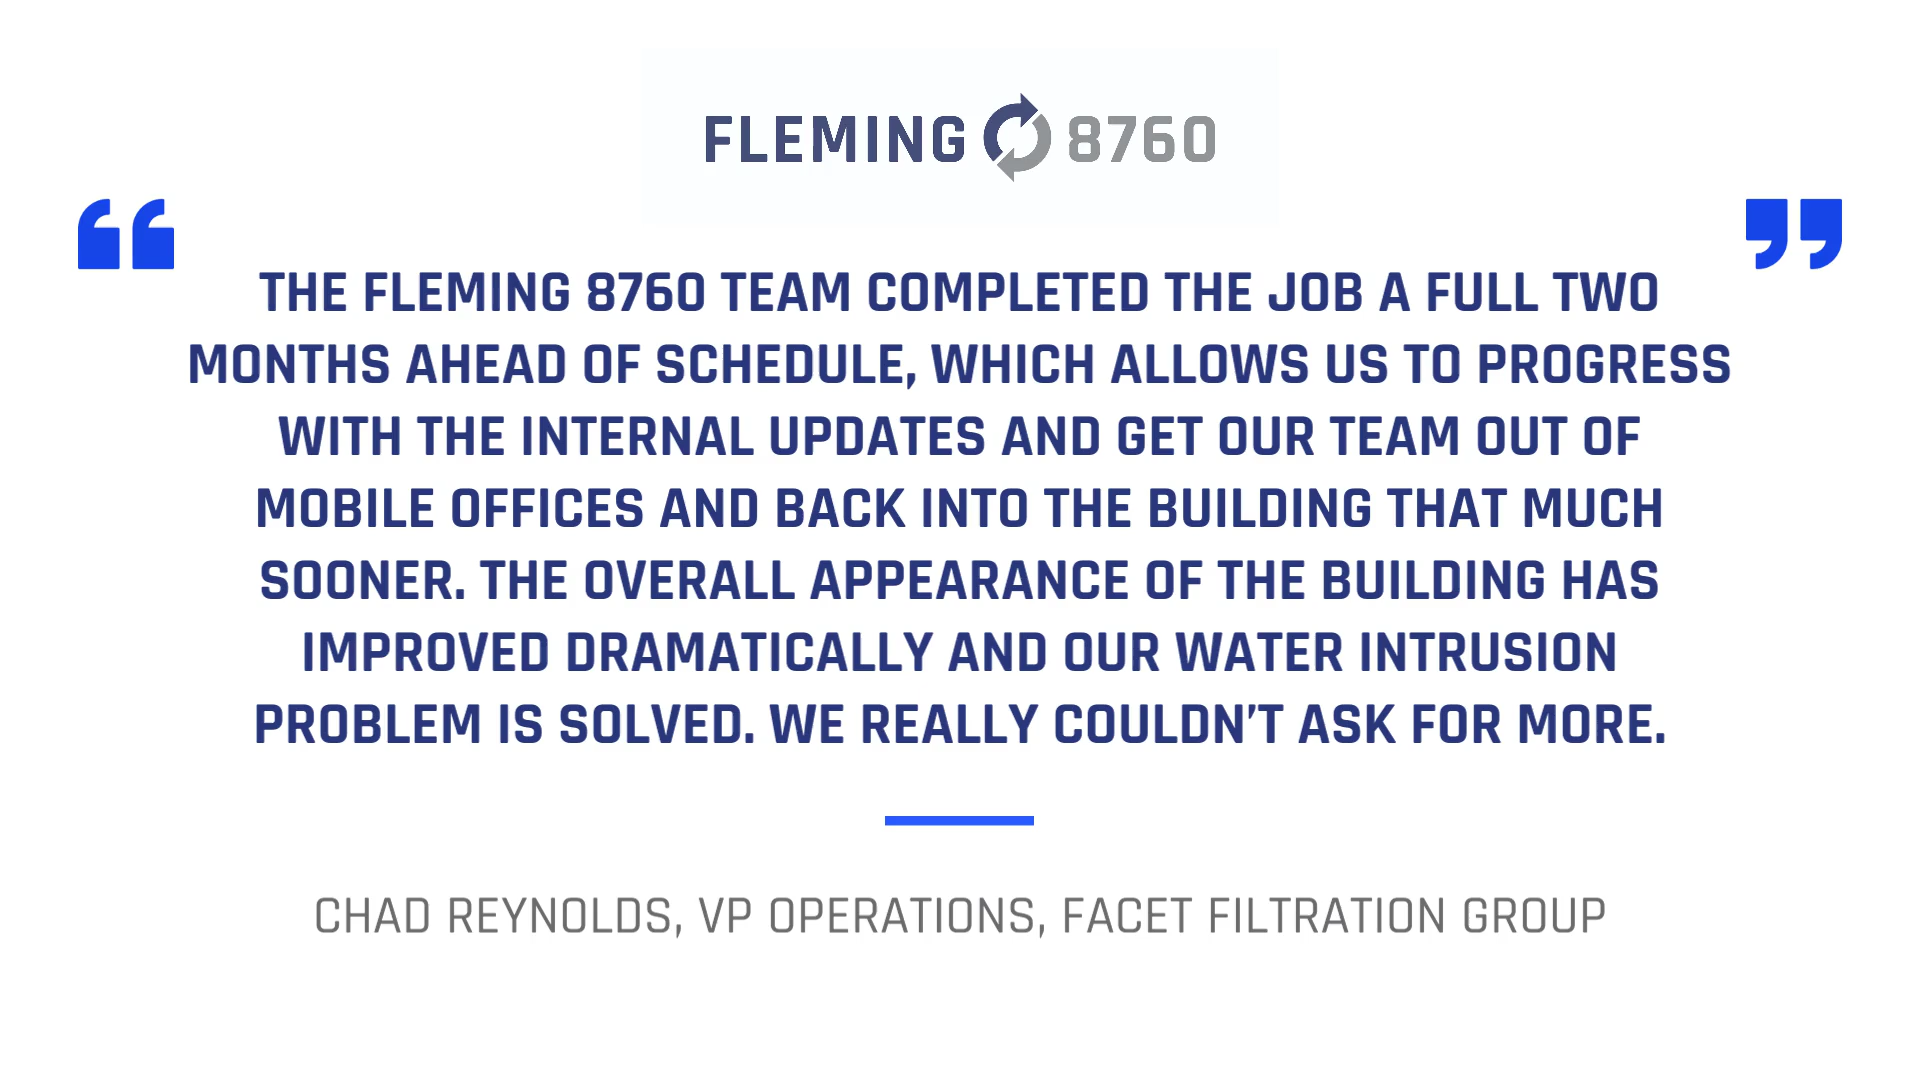 FLEMING 8760
“ ”
THE FLEMING 8760 TEAM COMPLETED THE JOB A FULL TWO
MONTHS AHEAD OF SCHEDULE, WHICH ALLOWS US TO PROGRESS
WITH THE INTERNAL UPDATES AND GET OUR TEAM OUT OF
MOBILE OFFICES AND BACK INTO THE BUILDING THAT MUCH
SOONER. THE OVERALL APPEARANCE OF THE BUILDING HAS
IMPROVED DRAMATICALLY AND OUR WATER INTRUSION
PROBLEM IS SOLVED. WE REALLY COULDN'T ASK FOR MORE.
CHAD REYNOLDS, VP OPERATIONS, FACET FILTRATION GROUP